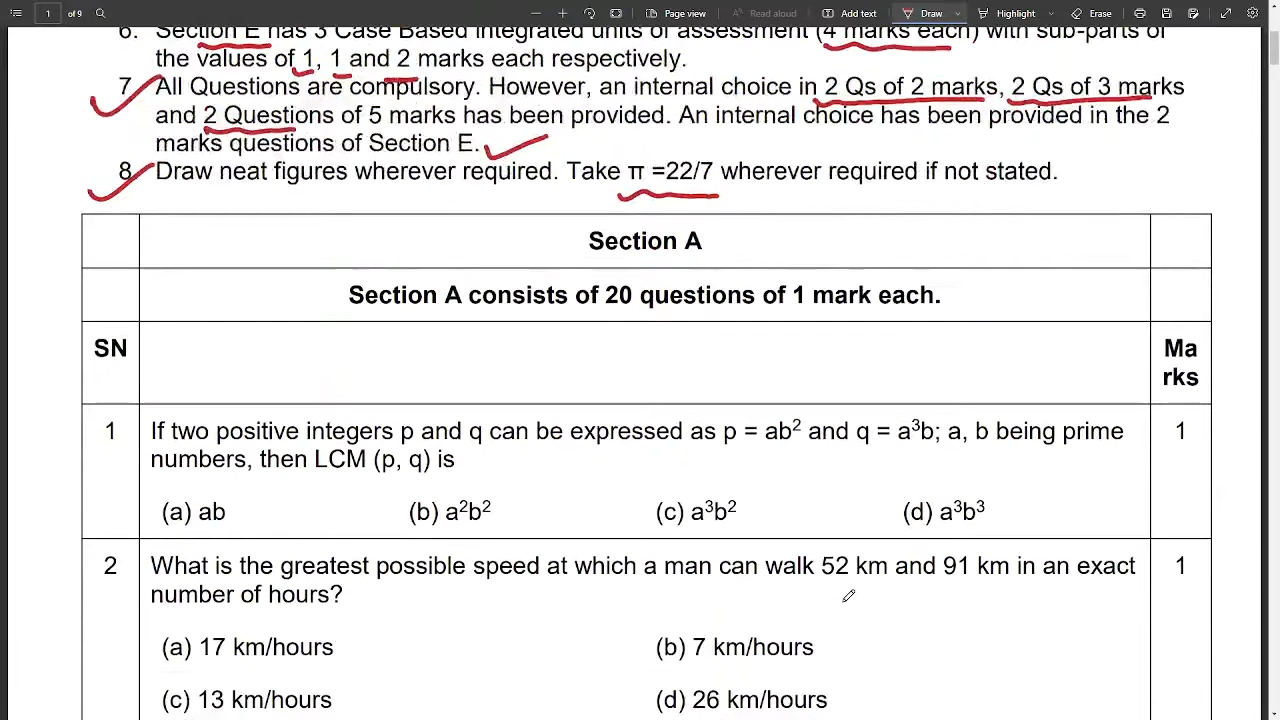 1 of 9 Page view Read aloud Add text Draw Highlight Erase
6. Section E has 3 Case Based integrated units of assessment (4 marks each) with sub-parts of
the values of 1, 1 and 2 marks each respectively.
7 All Questions are compulsory. However, an internal choice in 2 Qs of 2 marks, 2 Qs of 3 marks
and 2 Questions of 5 marks has been provided. An internal choice has been provided in the 2
marks questions of Section E.
8 Draw neat figures wherever required. Take π =22/7 wherever required if not stated.
Section A
Section A consists of 20 questions of 1 mark each.
SN Ma
rks
1 If two positive integers p and q can be expressed as p = ab² and q = a³b; a, b being prime 1
numbers, then LCM (p, q) is
(a) ab (b) a²b² (c) a³b² (d) a³b³
2 What is the greatest possible speed at which a man can walk 52 km and 91 km in an exact 1
number of hours?
(a) 17 km/hours (b) 7 km/hours
(c) 13 km/hours (d) 26 km/hours